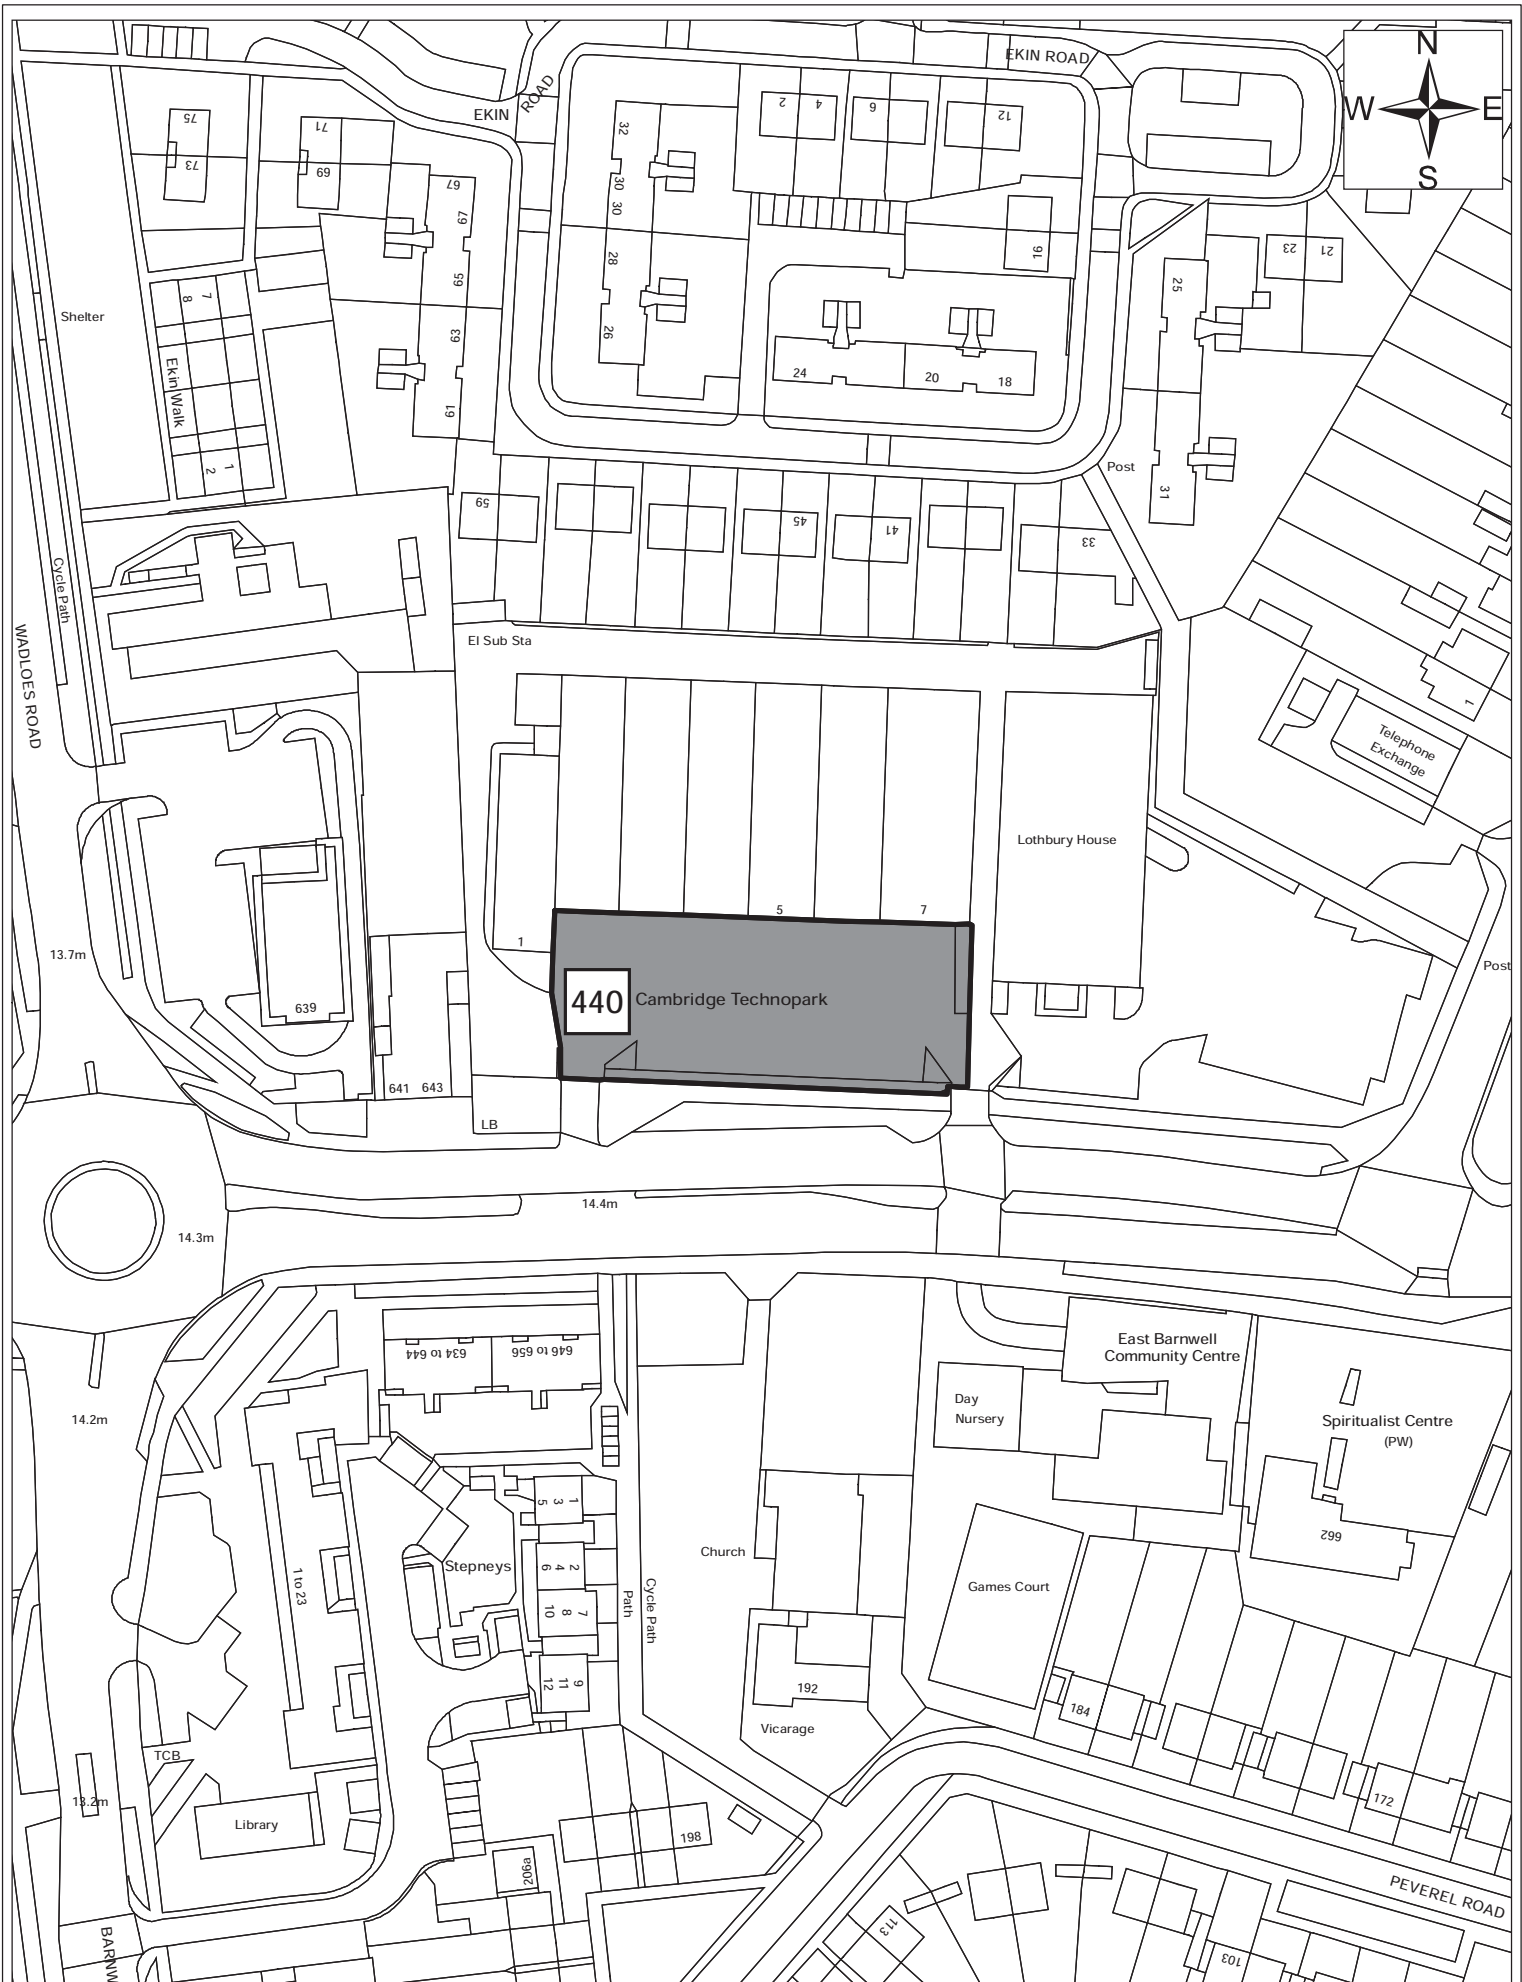 N
W E
S
EKIN ROAD
EKIN ROAD
75
73
71
69
67
67
65
63
61
32
30
30
28
26
2
4
6
12
16
24
20
18
25
23
21
31
Shelter
8 7
Ekin Walk
2 1
Post
59
45
41
33
Cycle Path
WADLOES ROAD
El Sub Sta
1
Telephone
Exchange
Lothbury House
5
7
1
13.7m
639
440
Cambridge Technopark
Post
641
643
LB
14.4m
14.3m
634 to 644
646 to 656
East Barnwell
Community Centre
Day
Nursery
Spiritualist Centre
(PW)
14.2m
5 3 1
6 4 2
10 8 7
12 11 9
Stepneys
1 to 23
Path
Cycle Path
Church
Games Court
662
192
Vicarage
184
172
TCB
13.2m
Library
198
206a
PEVEREL ROAD
113
103
BARNW